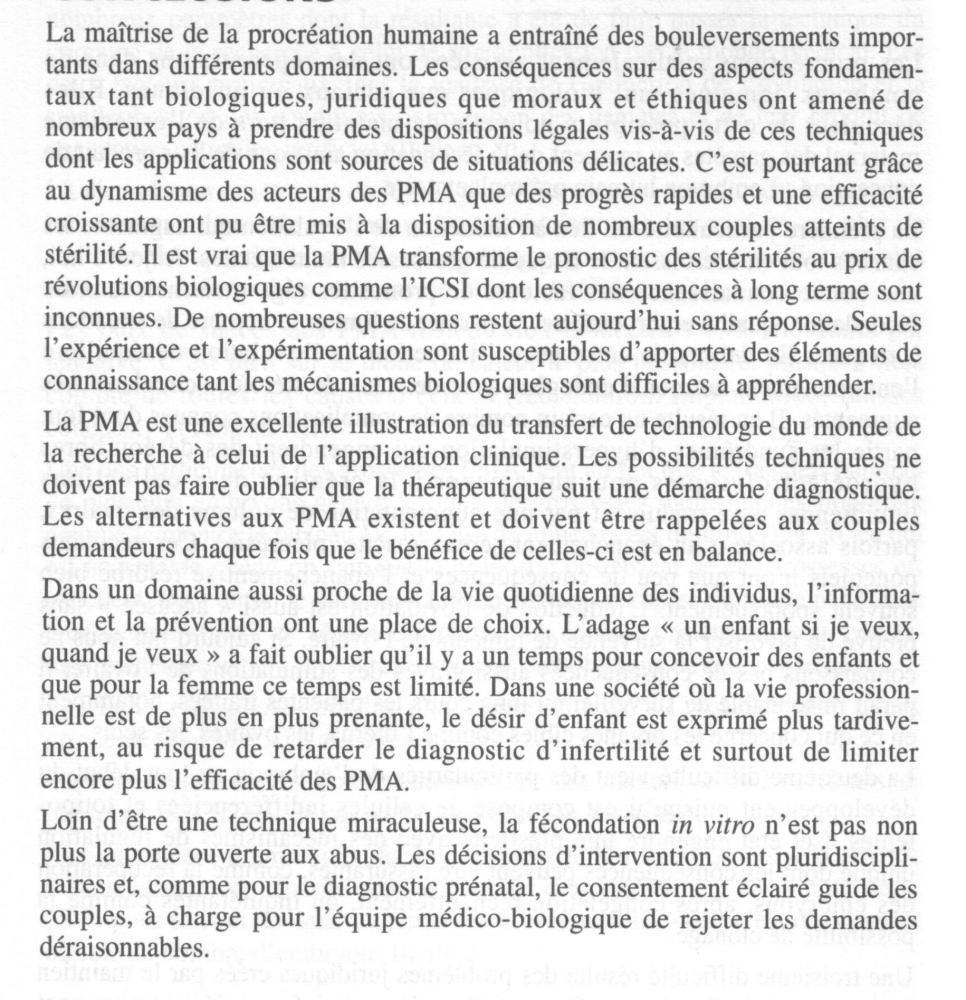 La maîtrise de la procréation humaine a entraîné des bouleversements impor-
tants dans différents domaines. Les conséquences sur des aspects fondamen-
taux tant biologiques, juridiques que moraux et éthiques ont amené de
nombreux pays à prendre des dispositions légales vis-à-vis de ces techniques
dont les applications sont sources de situations délicates. C'est pourtant grâce
au dynamisme des acteurs des PMA que des progrès rapides et une efficacité
croissante ont pu être mis à la disposition de nombreux couples atteints de
stérilité. Il est vrai que la PMA transforme le pronostic des stérilités au prix de
révolutions biologiques comme l'ICSI dont les conséquences à long terme sont
inconnues. De nombreuses questions restent aujourd'hui sans réponse. Seules
l'expérience et l'expérimentation sont susceptibles d'apporter des éléments de
connaissance tant les mécanismes biologiques sont difficiles à appréhender.
La PMA est une excellente illustration du transfert de technologie du monde de
la recherche à celui de l'application clinique. Les possibilités techniques ne
doivent pas faire oublier que la thérapeutique suit une démarche diagnostique.
Les alternatives aux PMA existent et doivent être rappelées aux couples
demandeurs chaque fois que le bénéfice de celles-ci est en balance.
Dans un domaine aussi proche de la vie quotidienne des individus, l'informa-
tion et la prévention ont une place de choix. L'adage « un enfant si je veux,
quand je veux » a fait oublier qu'il y a un temps pour concevoir des enfants et
que pour la femme ce temps est limité. Dans une société où la vie profession-
nelle est de plus en plus prenante, le désir d'enfant est exprimé plus tardive-
ment, au risque de retarder le diagnostic d'infertilité et surtout de limiter
encore plus l'efficacité des PMA.
Loin d'être une technique miraculeuse, la fécondation in vitro n'est pas non
plus la porte ouverte aux abus. Les décisions d'intervention sont pluridiscipli-
naires et, comme pour le diagnostic prénatal, le consentement éclairé guide les
couples, à charge pour l'équipe médico-biologique de rejeter les demandes
déraisonnables.